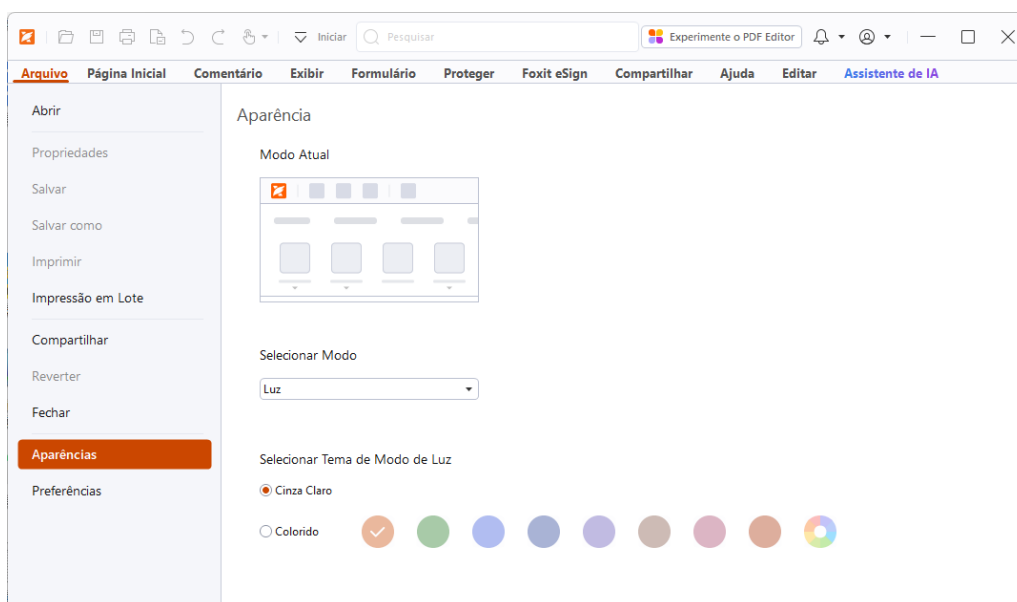 Iniciar
Pesquisar
Experimente o PDF Editor
Arquivo Página Inicial Comentário Exibir Formulário Proteger Foxit eSign Compartilhar Ajuda Editar Assistente de IA
Abrir
Propriedades
Salvar
Salvar como
Imprimir
Impressão em Lote
Compartilhar
Reverter
Fechar
Aparências
Preferências
Aparência
Modo Atual
Selecionar Modo
Luz
Selecionar Tema de Modo de Luz
Cinza Claro
Colorido